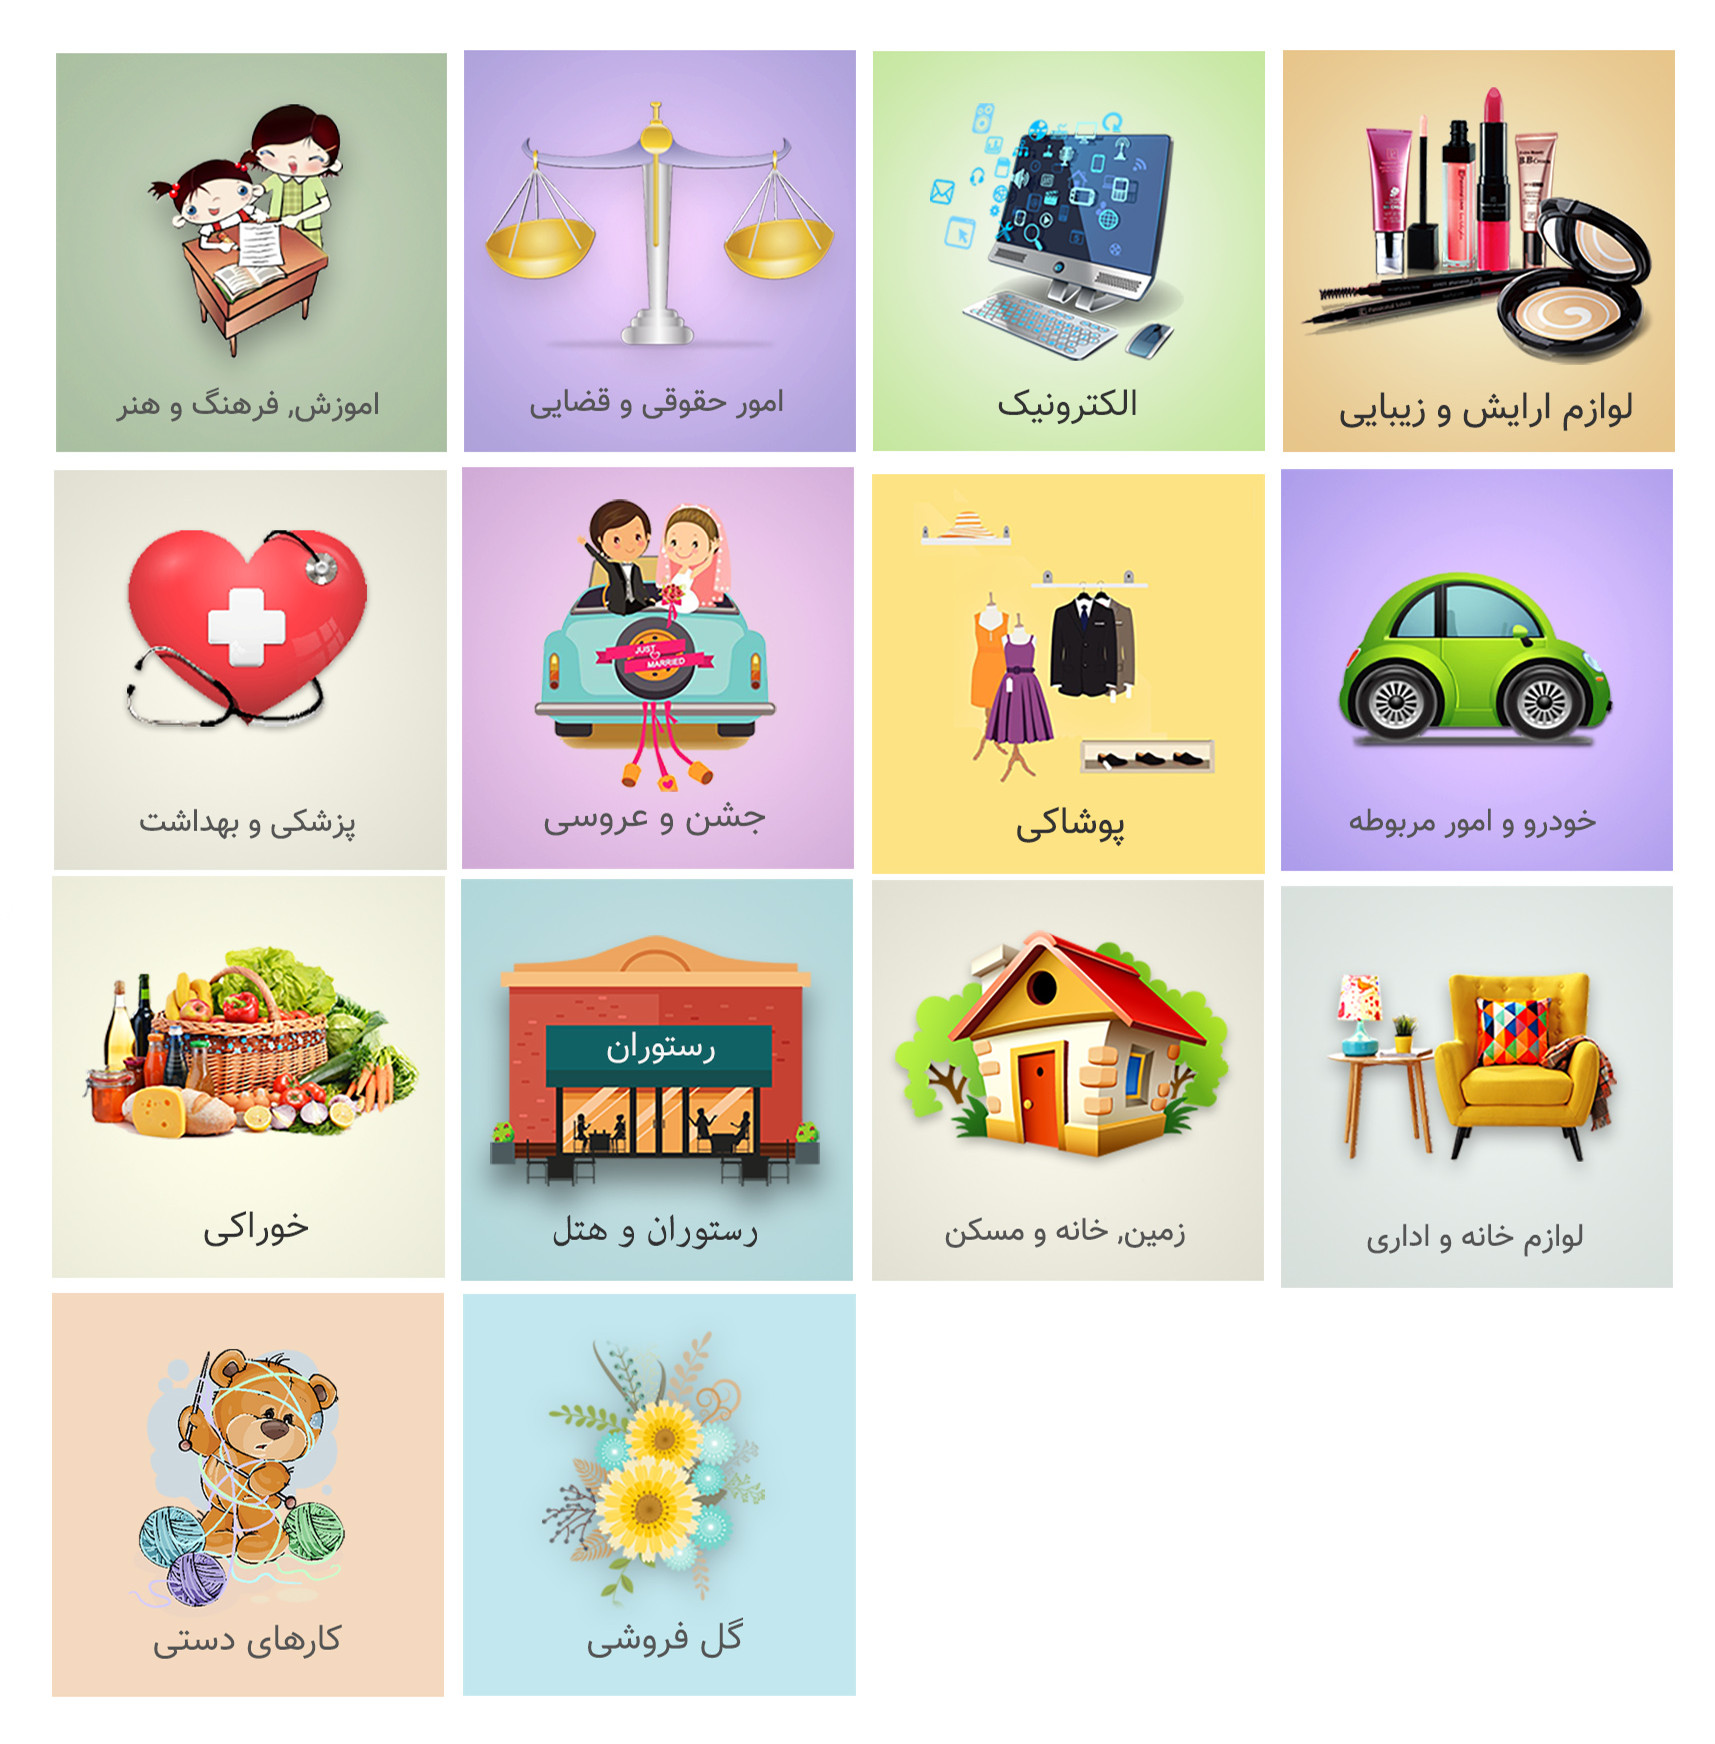 لوازم ارایش و زیبایی
الکترونیک
امور حقوقی و قضایی
اموزش, فرهنگ و هنر
خودرو و امور مربوطه
پوشاکی
JUST
MARRIED
جشن و عروسی
پزشکی و بهداشت
لوازم خانه و اداری
زمین, خانه و مسکن
رستوران
رستوران و هتل
خوراکی
گل فروشی
کارهای دستی